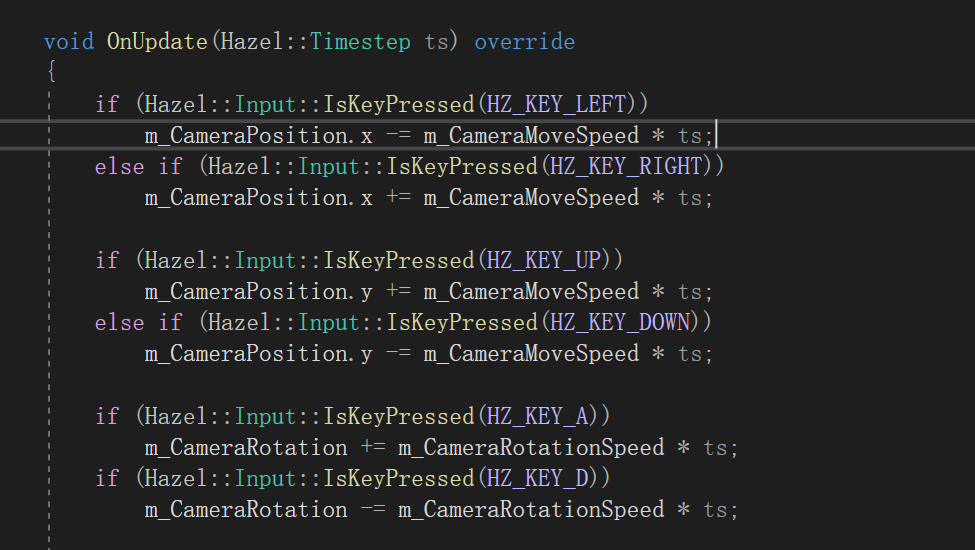 void OnUpdate(Hazel::Timestep ts) override
{
if (Hazel::Input::IsKeyPressed(HZ_KEY_LEFT))
m_CameraPosition.x -= m_CameraMoveSpeed * ts;
else if (Hazel::Input::IsKeyPressed(HZ_KEY_RIGHT))
m_CameraPosition.x += m_CameraMoveSpeed * ts;
if (Hazel::Input::IsKeyPressed(HZ_KEY_UP))
m_CameraPosition.y += m_CameraMoveSpeed * ts;
else if (Hazel::Input::IsKeyPressed(HZ_KEY_DOWN))
m_CameraPosition.y -= m_CameraMoveSpeed * ts;
if (Hazel::Input::IsKeyPressed(HZ_KEY_A))
m_CameraRotation += m_CameraRotationSpeed * ts;
if (Hazel::Input::IsKeyPressed(HZ_KEY_D))
m_CameraRotation -= m_CameraRotationSpeed * ts;